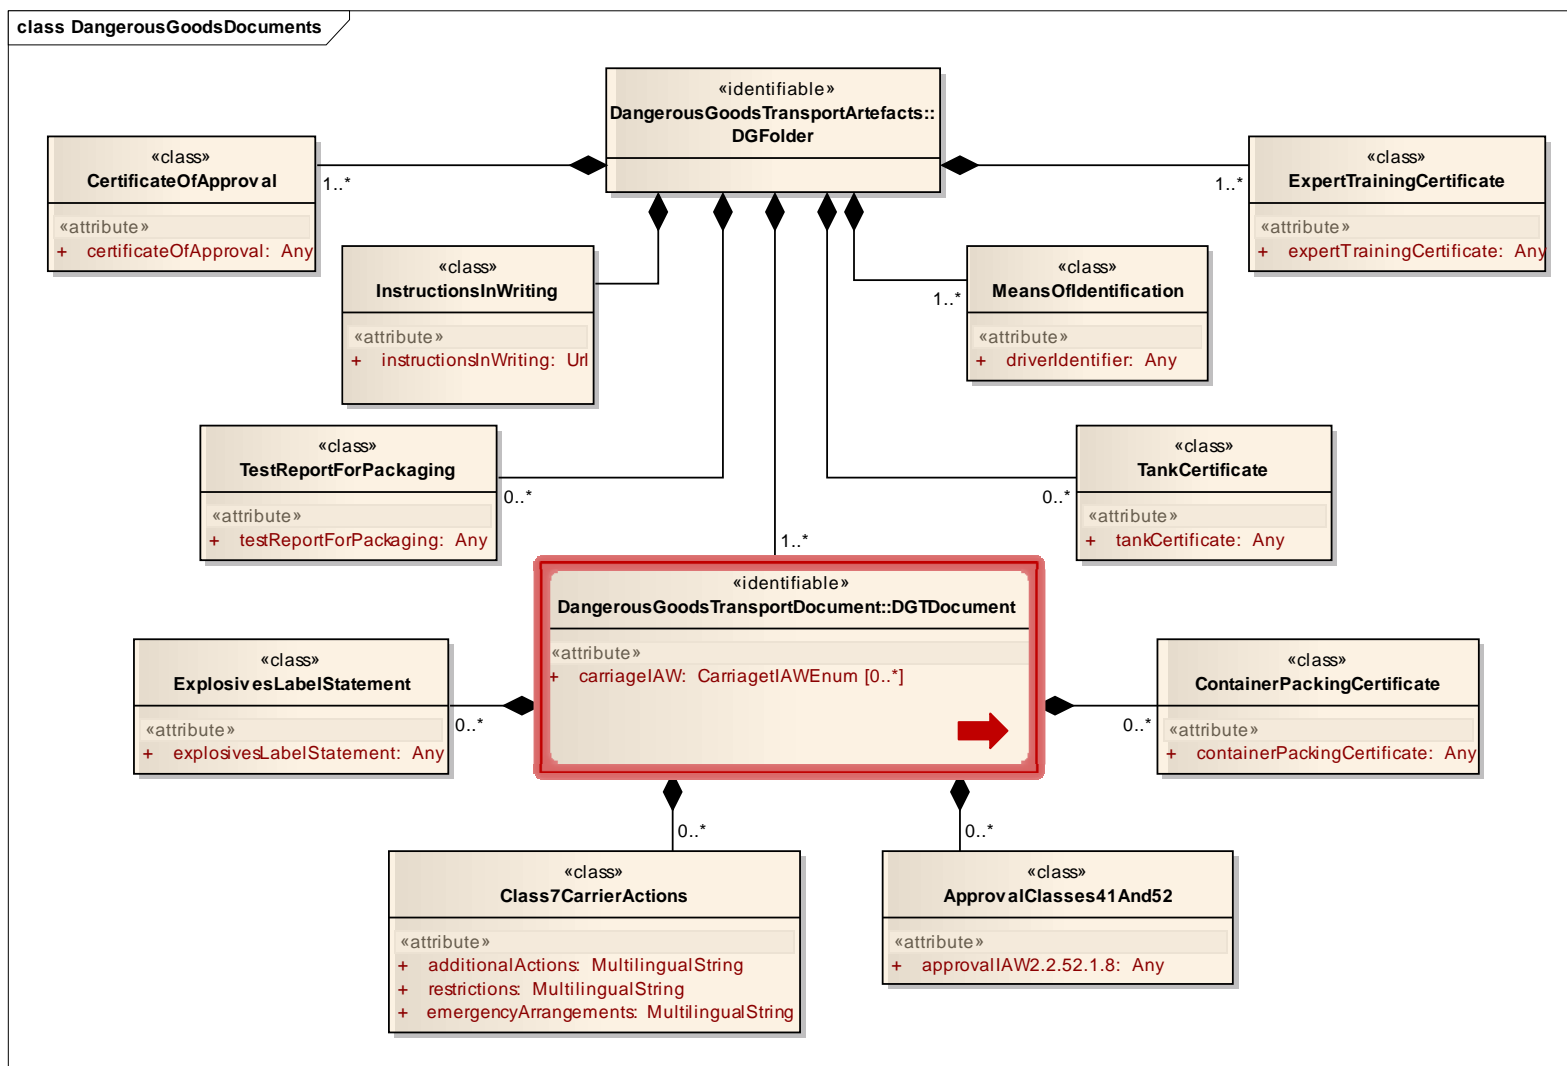 class DangerousGoodsDocuments
«identifiable»
DangerousGoodsTransportArtefacts::
DGFolder
«class»
CertificateOfApproval
«attribute»
+ certificateOfApproval: Any
1..*
«class»
ExpertTrainingCertificate
«attribute»
+ expertTrainingCertificate: Any
1..*
«class»
InstructionsInWriting
«attribute»
+ instructionsInWriting: Url
«class»
MeansOfIdentification
«attribute»
+ driverIdentifier: Any
1..*
«class»
TestReportForPackaging
«attribute»
+ testReportForPackaging: Any
0..*
«class»
TankCertificate
«attribute»
+ tankCertificate: Any
0..*
1..*
«identifiable»
DangerousGoodsTransportDocument::DGTDocument
«attribute»
+ carriageIAW: CarriagetIAWEnum [0..*]
«class»
ExplosivesLabelStatement
«attribute»
+ explosivesLabelStatement: Any
0..*
«class»
ContainerPackingCertificate
«attribute»
+ containerPackingCertificate: Any
0..*
0..*
«class»
Class7CarrierActions
«attribute»
+ additionalActions: MultilingualString
+ restrictions: MultilingualString
+ emergencyArrangements: MultilingualString
0..*
«class»
ApprovalClasses41And52
«attribute»
+ approvalIAW2.2.52.1.8: Any